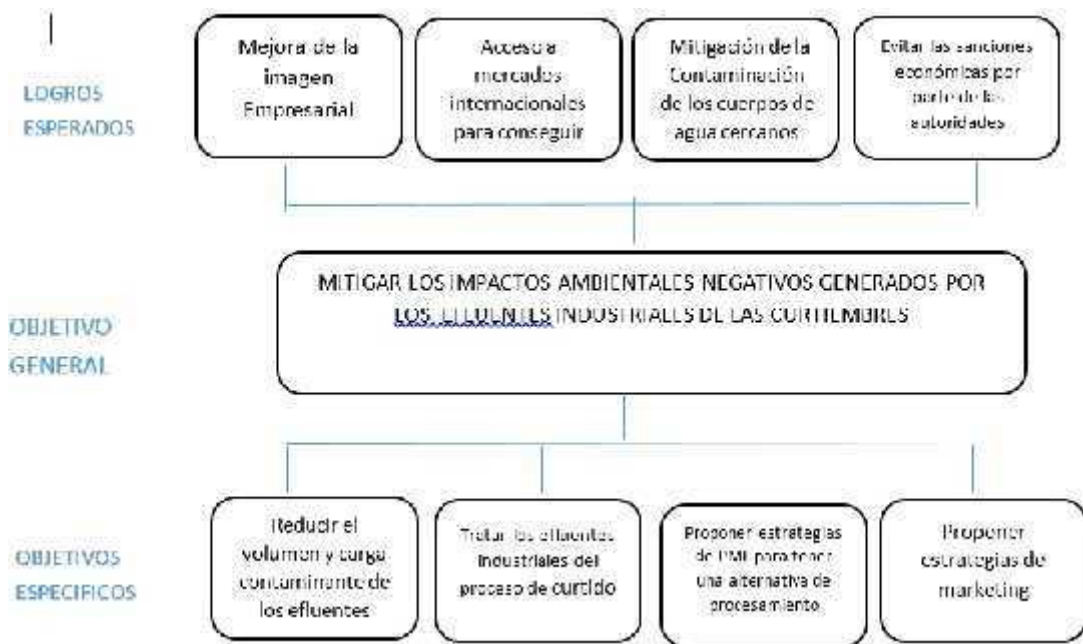 LOGROS
ESPERADOS
Mejora de la
imagen
Empresarial
Acceso a
mercados
internacionales
para conseguir
Mitigación de la
Contaminación
de los cuerpos de
agua cercanos
Evitar las sanciones
económicas por
parte de las
autoridades
OBJETIVO
GENERAL
MITIGAR LOS IMPACTOS AMBIENTALES NEGATIVOS GENERADOS POR
LOS EFLUENTES INDUSTRIALES DE LAS CURTIEMBRES
OBJETIVOS
ESPECIFICOS
Reducir el
volumen y carga
contaminante de
los efluentes
Tratar los efluentes
industriales del
proceso de curtido
Proponer estrategias
de PML para tener
una alternativa de
procesamiento
Proponer
estrategias de
marketing